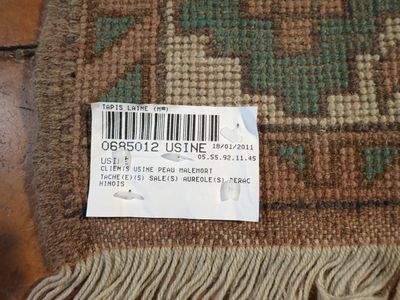 TAPIS LAINE (M²)
0685012 USINE 18/01/2011
05.55.92.11.45
CLIENTS USINE PEAU MALEMORT
TACHE(E)(S) SALE(S) AUREOLE(S) DERAC
HINOIS